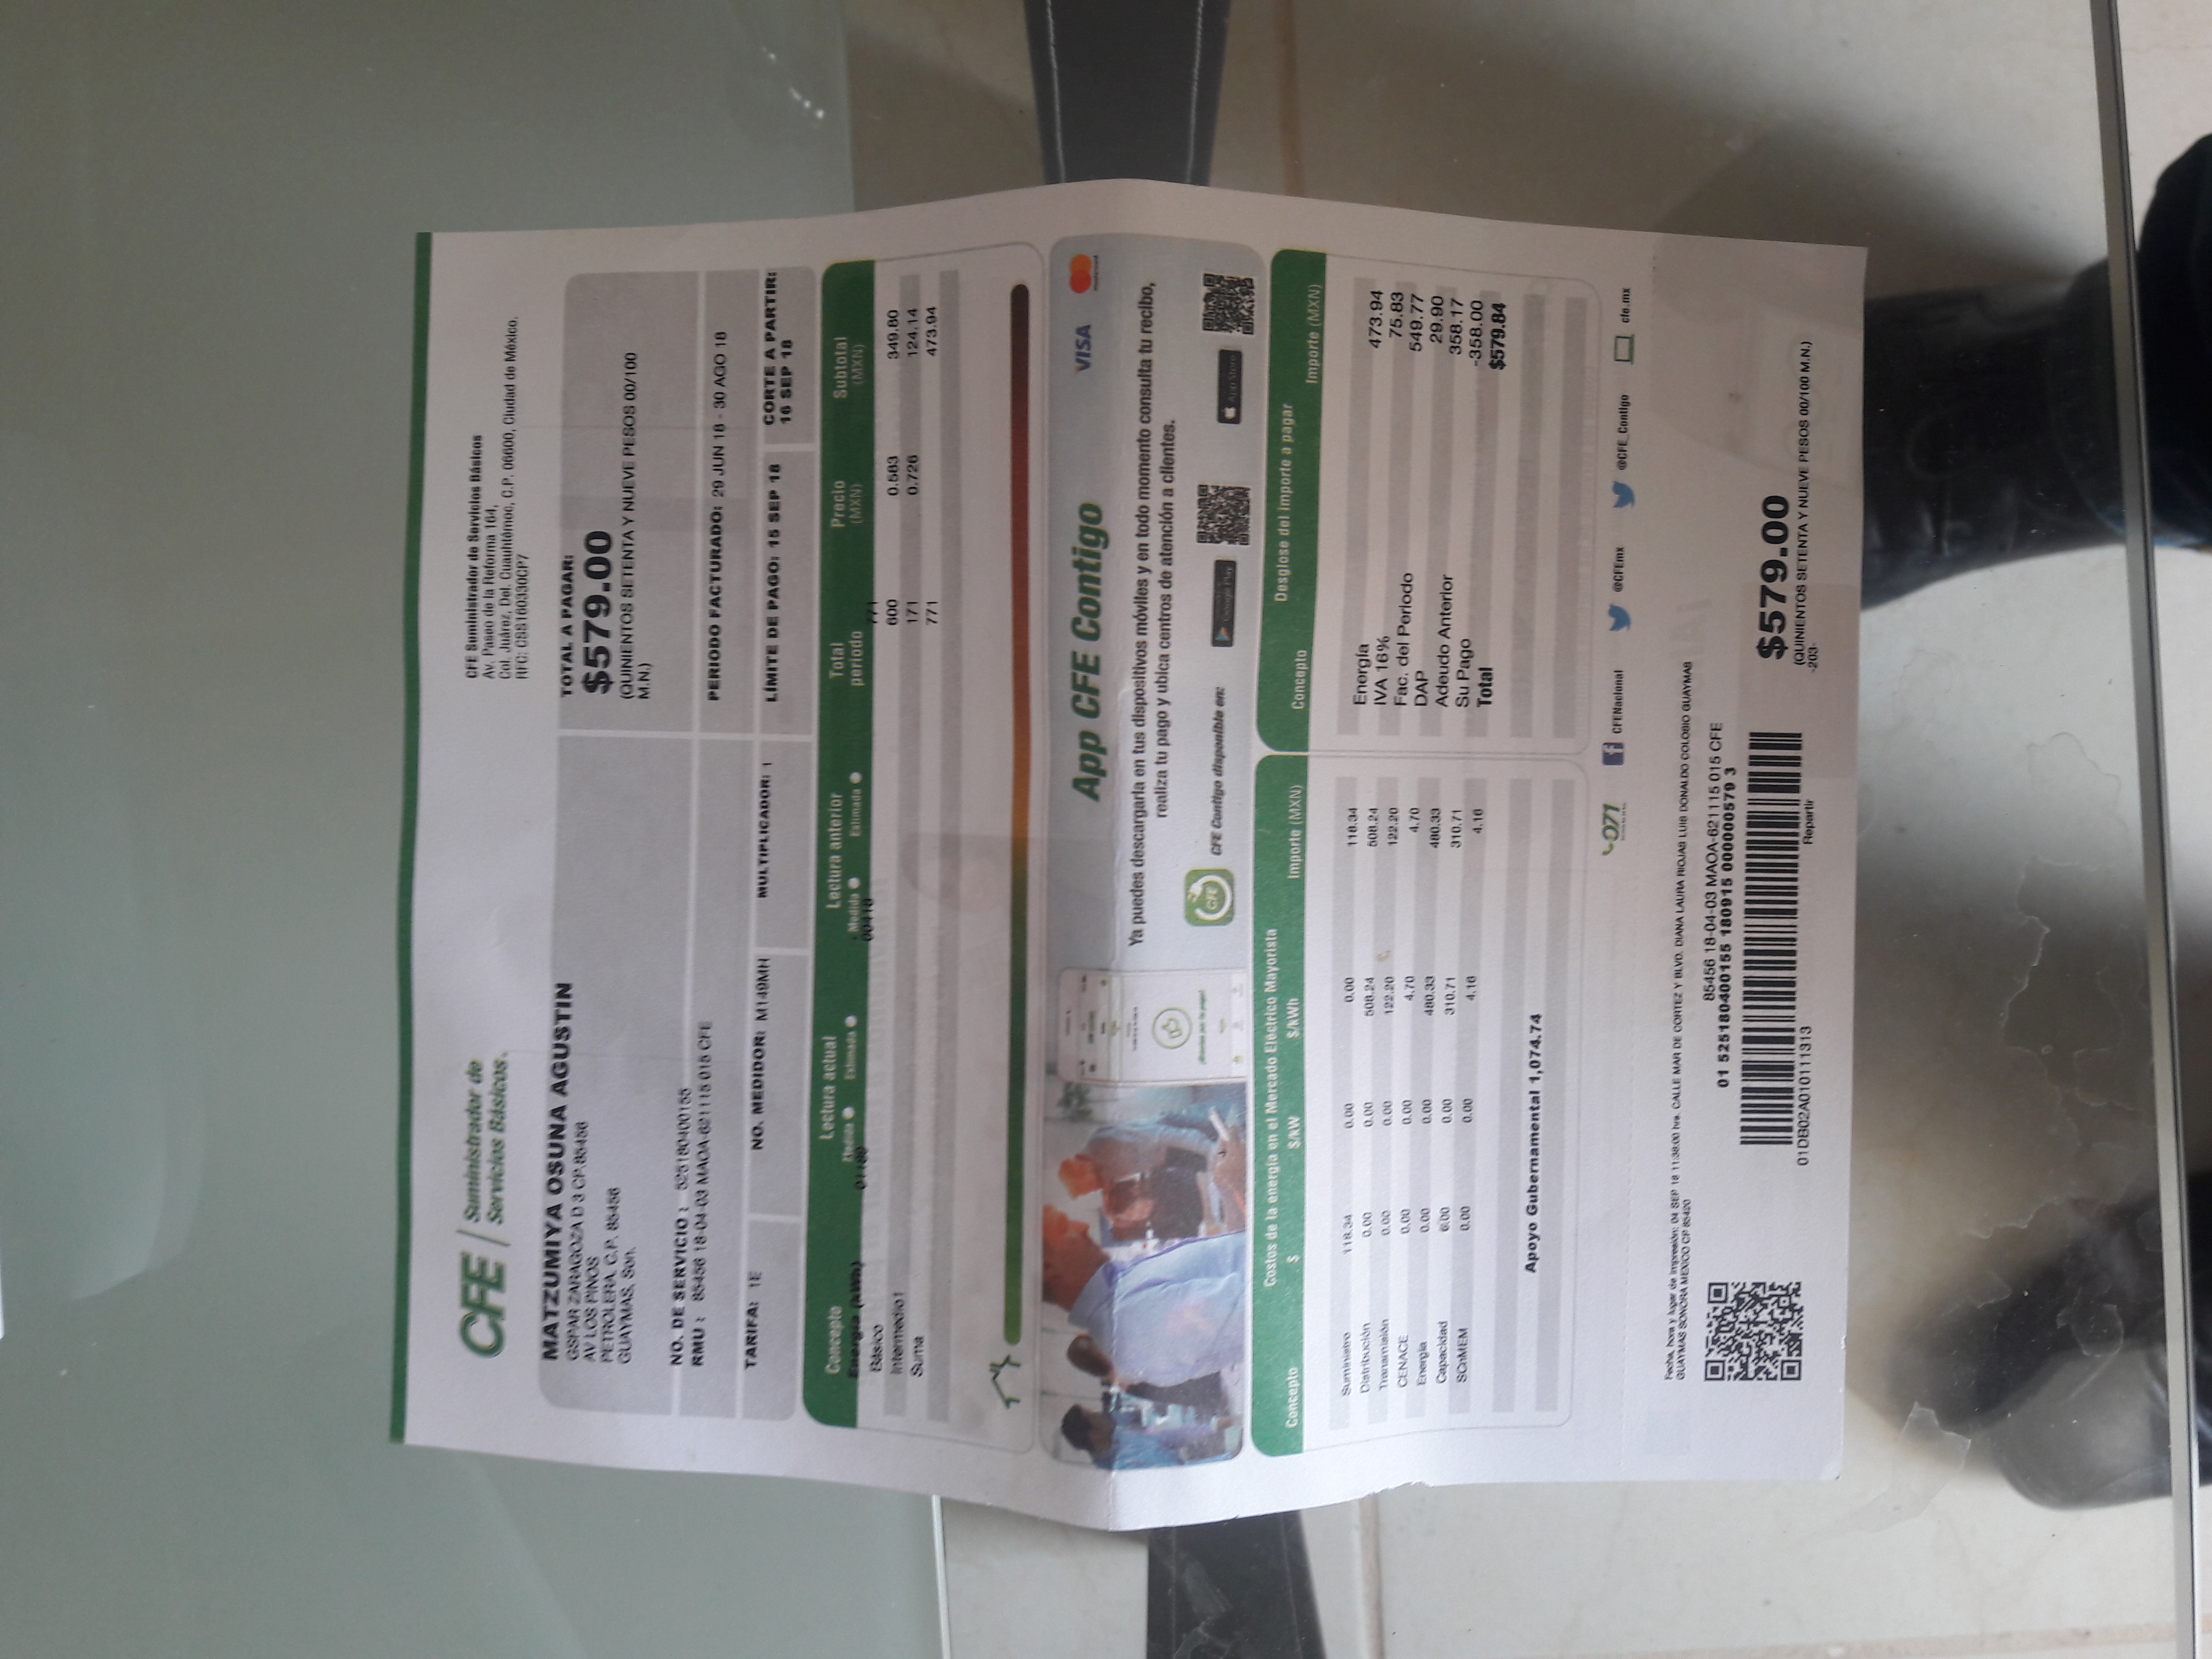 CFE Suministrador de
Servicios Básicos.
CFE Suministrador de Servicios Básicos
Av. Paseo de la Reforma 164,
Col. Juárez, Del. Cuauhtémoc, C.P. 06600, Ciudad de México.
RFC: CSS160330CP7
MATZUMIYA OSUNA AGUSTIN
GSPAR ZARAGOZA D 3 CP.85456
AV LOS PINOS
PETROLERA. C.P. 85456
GUAYMAS, Son.
TOTAL A PAGAR:
$579.00
(QUINIENTOS SETENTA Y NUEVE PESOS 00/100
M.N.)
NO. DE SERVICIO : 525180400155
RMU : 85456 18-04-03 MAOA-621115 015 CFE
PERIODO FACTURADO: 29 JUN 18 - 30 AGO 18
TARIFA: 1E
NO. MEDIDOR: M149MH
MULTIPLICADOR: 1
LÍMITE DE PAGO: 15 SEP 18
CORTE A PARTIR:
16 SEP 18
Concepto Lectura actual Lectura anterior Total periodo Precio (MXN) Subtotal (MXN)
Medida Estimada Medida Estimada
Energía (kWh) 771
Básico 600 0.583 349.80
Intermedio1 171 0.726 124.14
Suma 771 473.94
App CFE Contigo
VISA
Ya puedes descargarla en tus dispositivos móviles y en todo momento consulta tu recibo,
realiza tu pago y ubica centros de atención a clientes.
CFE
CFE Contigo disponible en:
Google Play
App Store
Costos de la energía en el Mercado Eléctrico Mayorista
Concepto $ $/kW $/kWh Importe (MXN)
Suministro 118.34 0.00 0.00 118.34
Distribución 0.00 0.00 508.24 508.24
Transmisión 0.00 0.00 122.20 122.20
CENACE 0.00 0.00 4.70 4.70
Energía 0.00 0.00 480.33 480.33
Capacidad 0.00 0.00 310.71 310.71
SCnMEM 0.00 0.00 4.16 4.16
Apoyo Gubernamental 1,074.74
Desglose del importe a pagar
Concepto Importe (MXN)
Energía 473.94
IVA 16% 75.83
Fac. del Periodo 549.77
DAP 29.90
Adeudo Anterior 358.17
Su Pago -358.00
Total $579.84
071
CFENacional
@CFEmx
@CFE_Contigo
cfe.mx
Fecha, hora y lugar de impresión: 04 SEP 18 11:38:00 hrs. CALLE MAR DE CORTEZ Y BLVD. DIANA LAURA RIOJAS LUIS DONALDO COLOSIO GUAYMAS
GUAYMAS SONORA MEXICO CP 85420
85456 18-04-03 MAOA-621115 015 CFE
01 525180400155 180915 000000579 3
01DB02A010111313
Repartir
$579.00
(QUINIENTOS SETENTA Y NUEVE PESOS 00/100 M.N.)
-203-